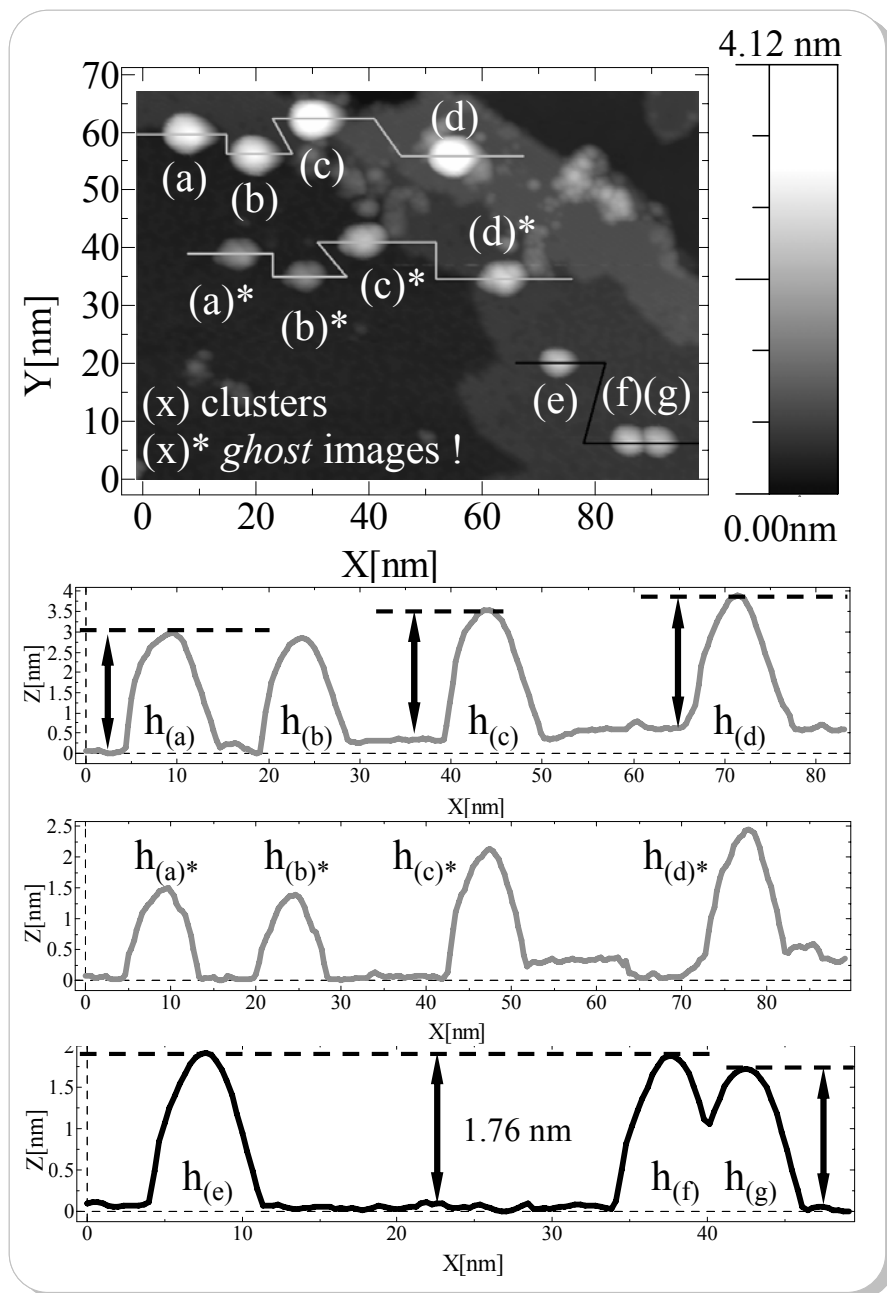 4.12 nm
70
60
50
40
30
20
10
0
Y[nm]
(a)
(b)
(c)
(d)
(a)*
(b)*
(c)*
(d)*
(e)
(f)(g)
(x) clusters
(x)* ghost images !
0.00nm
0 20 40 60 80
X[nm]
4
3.5
3
2.5
1.5
1
0.5
0
Z[nm]
h(a) h(b) h(c) h(d)
0 10 20 30 40 50 60 70 80
X[nm]
2.5
2
1.5
1
0.5
0
Z[nm]
h(a)* h(b)* h(c)* h(d)*
0 10 20 30 40 50 60 70 80
X[nm]
2
1.5
1
0.5
0
Z[nm]
1.76 nm
h(e) h(f) h(g)
0 10 20 30 40
X[nm]